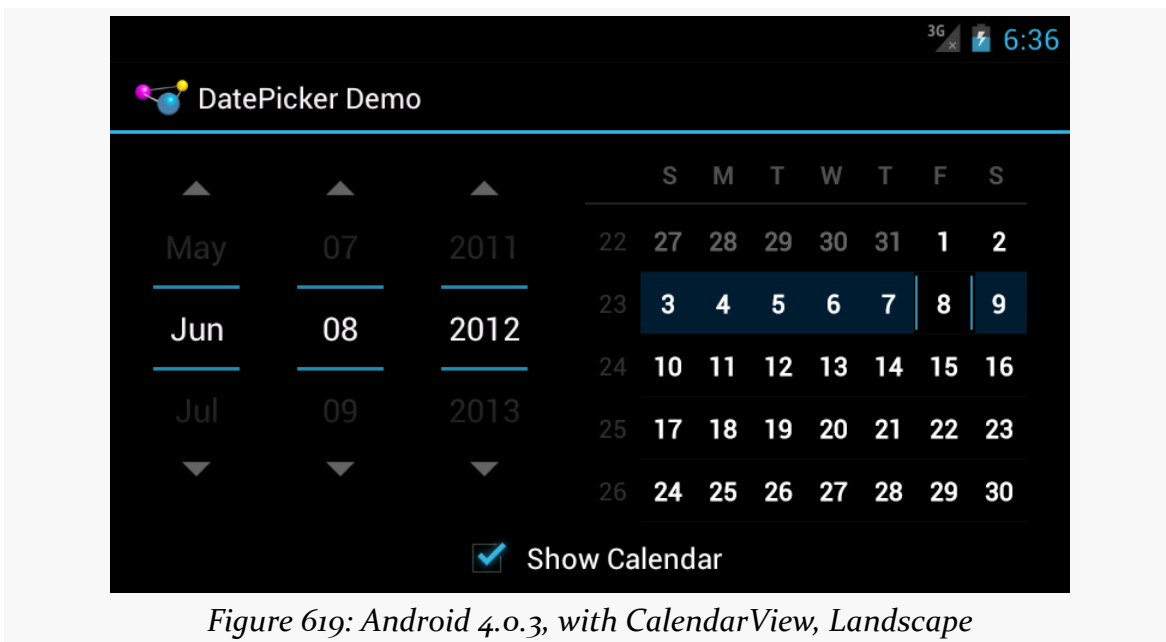 3G 6:36
DatePicker Demo
S M T W T F S
May 07 2011
22 27 28 29 30 31 1 2
Jun 08 2012
23 3 4 5 6 7 8 9
24 10 11 12 13 14 15 16
Jul 09 2013
25 17 18 19 20 21 22 23
26 24 25 26 27 28 29 30
Show Calendar
Figure 619: Android 4.0.3, with CalendarView, Landscape